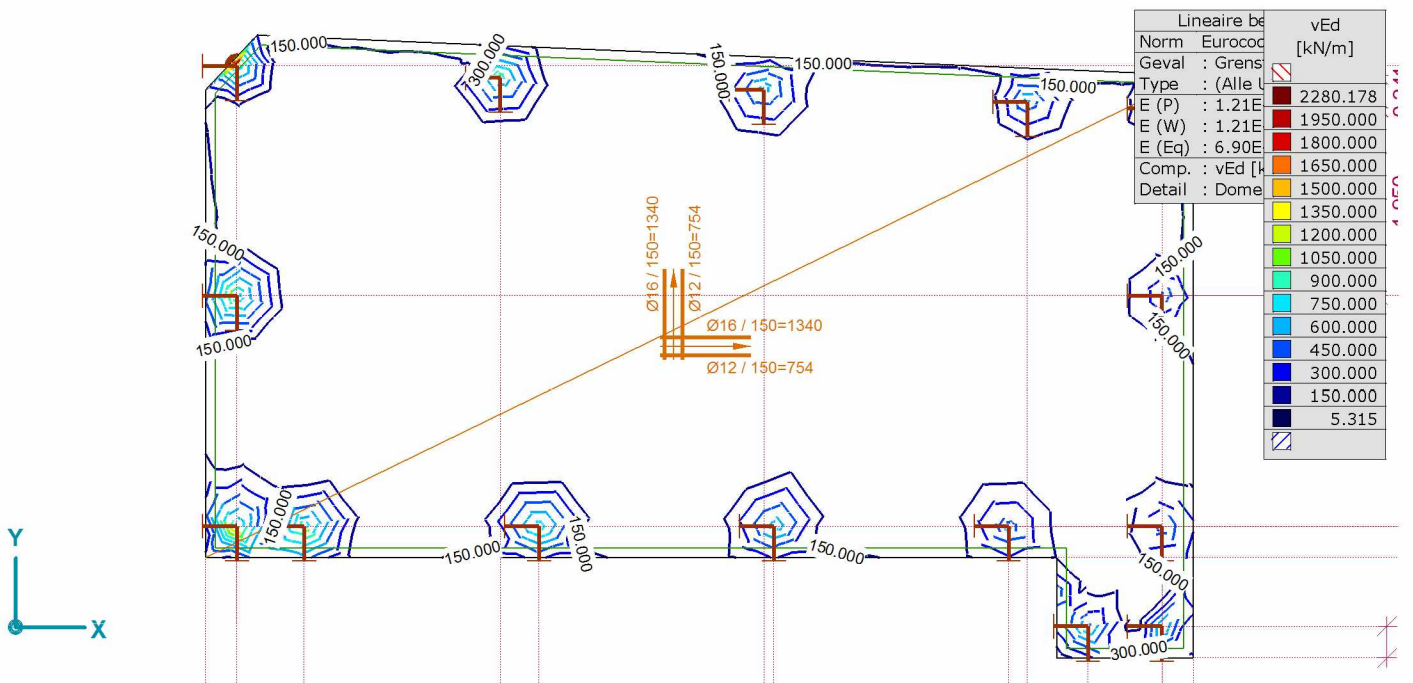 Lineaire be
Norm Eurocod
Geval : Grens
Type : (Alle U
E (P) : 1.21E
E (W) : 1.21E
E (Eq) : 6.90E
Comp. : vEd [k
Detail : Dome
vEd
[kN/m]
2280.178
1950.000
1800.000
1650.000
1500.000
1350.000
1200.000
1050.000
900.000
750.000
600.000
450.000
300.000
150.000
5.315
150.000
300.000
150.000
150.000
150.000
150.000
150.000
150.000
150.000
Ø16 / 150=1340
Ø12 / 150=754
Ø16 / 150=1340
Ø12 / 150=754
150.000
150.000
150.000
150.000
150.000
300.000
Y
X